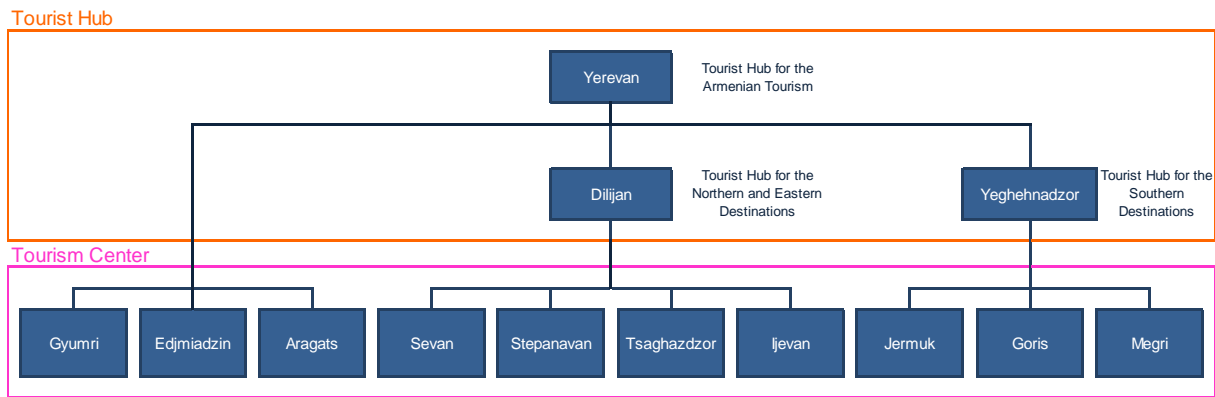 Tourist Hub
Yerevan
Tourist Hub for the
Armenian Tourism
Dilijan
Tourist Hub for the
Northern and Eastern
Destinations
Yeghehnadzor
Tourist Hub for the
Southern
Destinations
Tourism Center
Gyumri
Edjmiadzin
Aragats
Sevan
Stepanavan
Tsaghazdzor
Ijevan
Jermuk
Goris
Megri